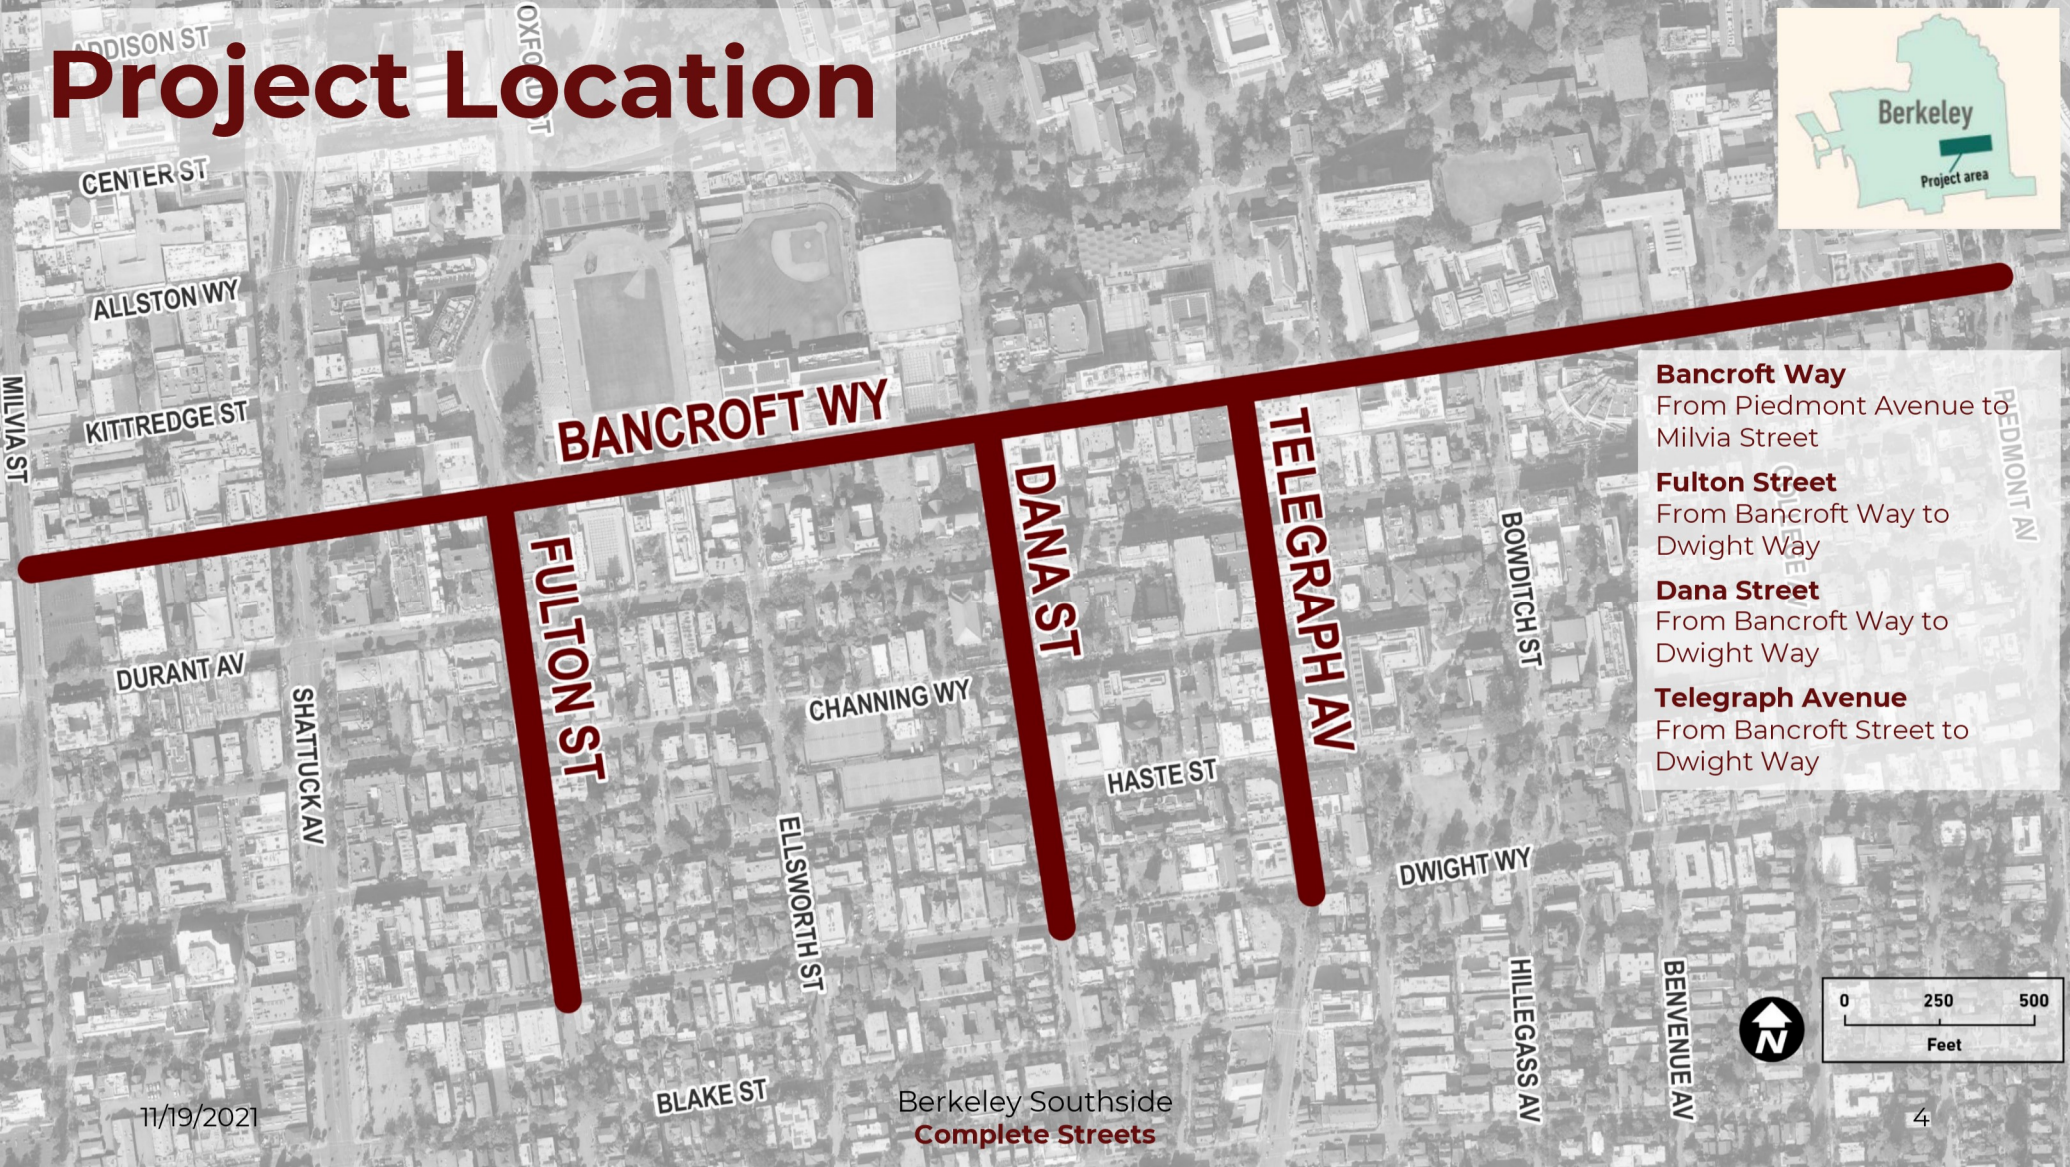 Project Location
ADDISON ST
OXFORD ST
CENTER ST
ALLSTON WY
KITTREDGE ST
MILVIA ST
BANCROFT WY
FULTON ST
DANA ST
TELEGRAPH AV
BOWDITCH ST
COLLEGE AV
PIEDMONT AV
DURANT AV
SHATTUCK AV
CHANNING WY
HASTE ST
ELLSWORTH ST
DWIGHT WY
HILLEGASS AV
BENVENUE AV
BLAKE ST
Berkeley
Project area
Bancroft Way
From Piedmont Avenue to
Milvia Street
Fulton Street
From Bancroft Way to
Dwight Way
Dana Street
From Bancroft Way to
Dwight Way
Telegraph Avenue
From Bancroft Street to
Dwight Way
N
0 250 500
Feet
11/19/2021
Berkeley Southside
Complete Streets
4